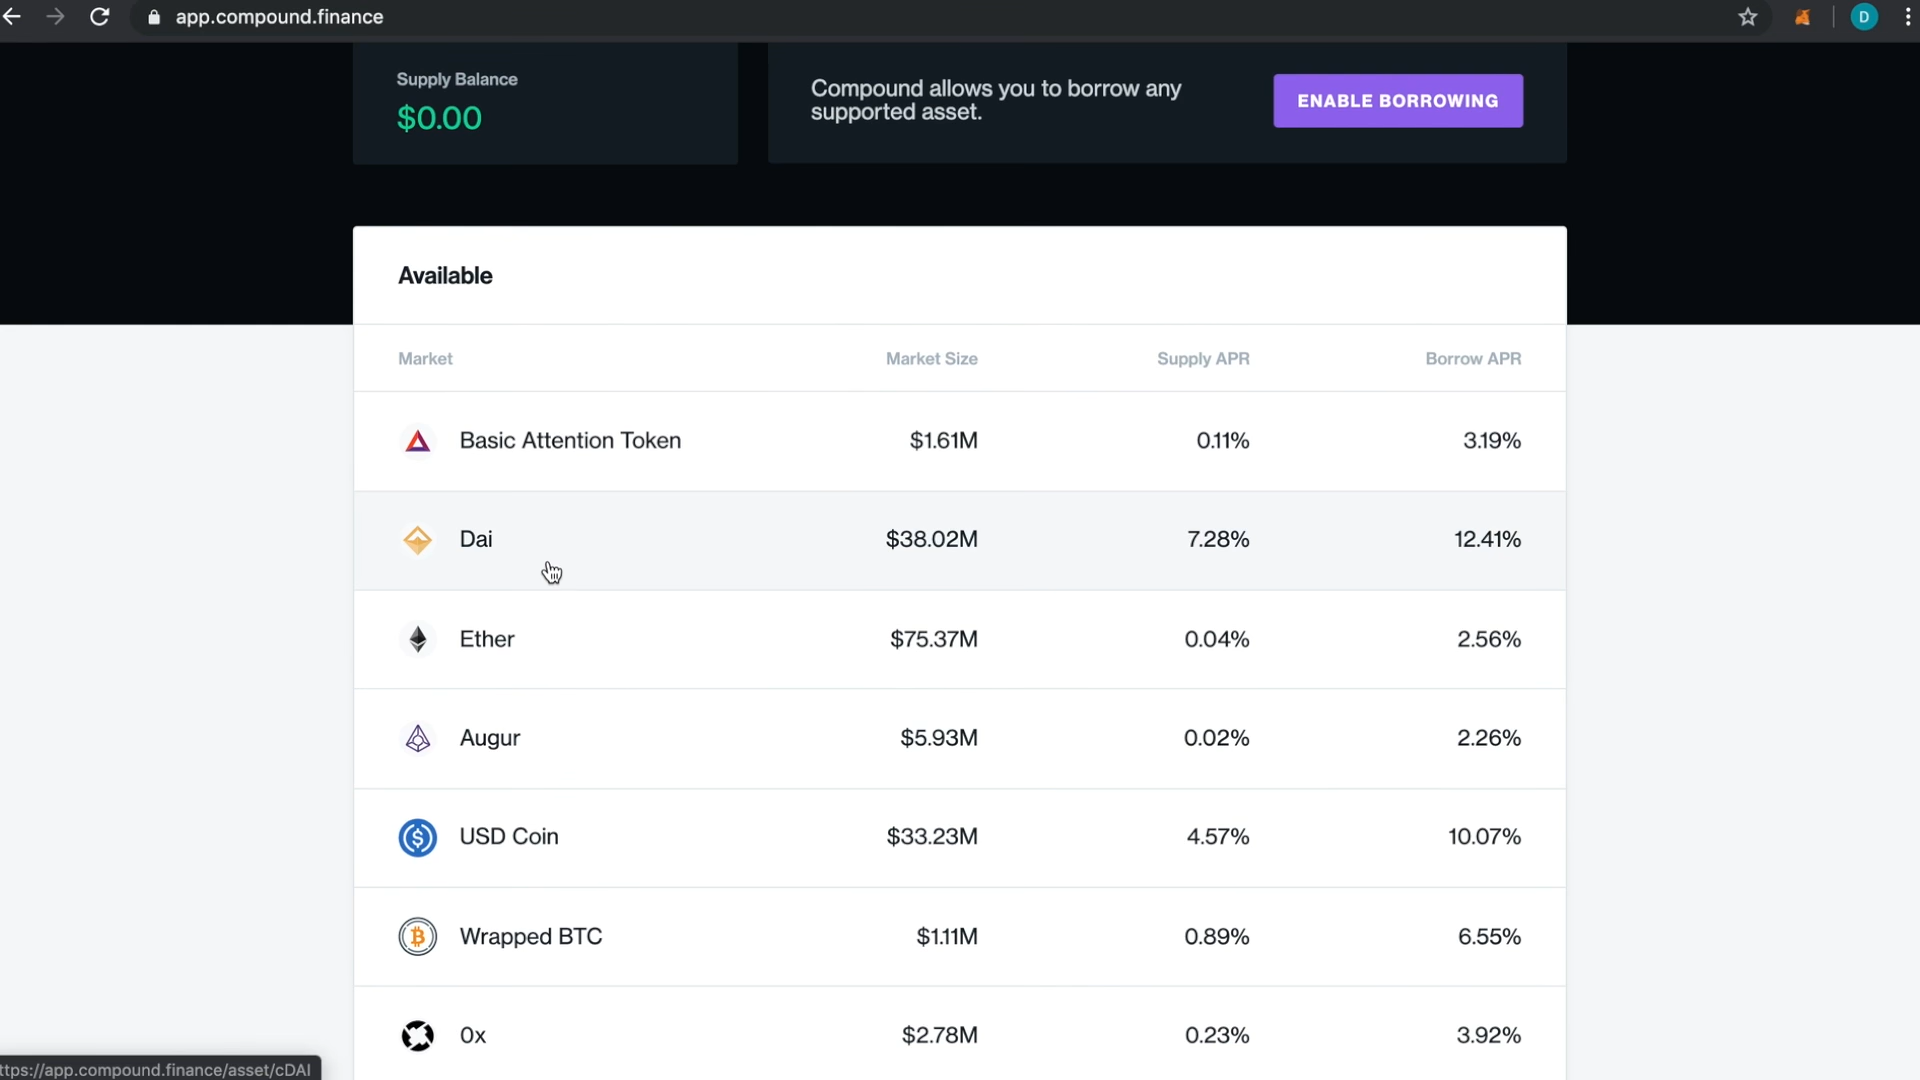 app.compound.finance
D
Supply Balance
$0.00
Compound allows you to borrow any
supported asset.
ENABLE BORROWING
Available
Market Market Size Supply APR Borrow APR
Basic Attention Token $1.61M 0.11% 3.19%
Dai $38.02M 7.28% 12.41%
Ether $75.37M 0.04% 2.56%
Augur $5.93M 0.02% 2.26%
USD Coin $33.23M 4.57% 10.07%
Wrapped BTC $1.11M 0.89% 6.55%
0x $2.78M 0.23% 3.92%
ttps://app.compound.finance/asset/cDAI